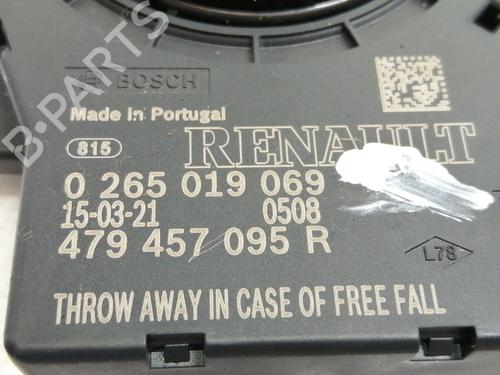 B-PARTS
BOSCH
Made in Portugal
815
RENAULT
0 265 019 069
15-03-21 0508
479 457 095 R
L78
THROW AWAY IN CASE OF FREE FALL